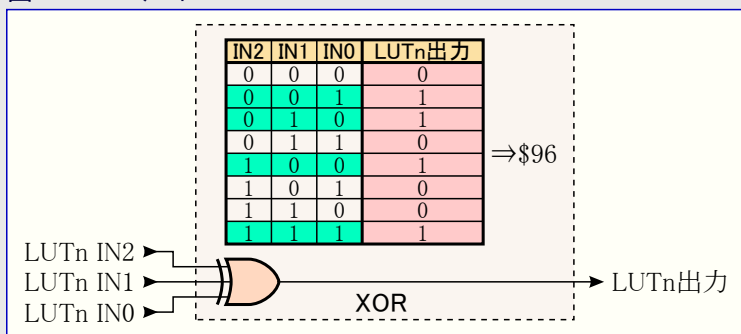 IN2 IN1 IN0 LUTn出力
0 0 0 0
0 0 1 1
0 1 0 1
0 1 1 0
1 0 0 1
1 0 1 0
1 1 0 0
1 1 1 1
⇒$96
LUTn IN2
LUTn IN1
LUTn IN0
XOR
LUTn出力